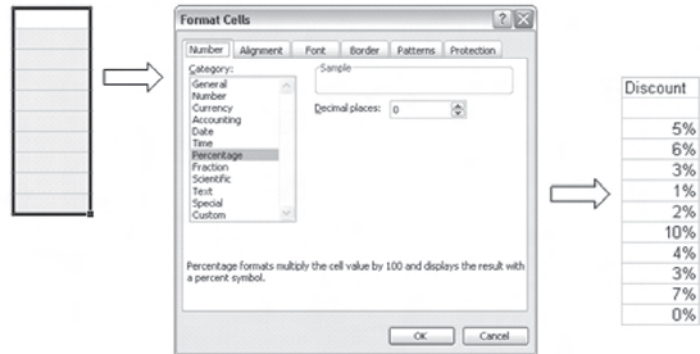 Format Cells
Number Alignment Font Border Patterns Protection
Category:
General
Number
Currency
Accounting
Date
Time
Percentage
Fraction
Scientific
Text
Special
Custom
Sample
Decimal places: 0
Percentage formats multiply the cell value by 100 and displays the result with
a percent symbol.
OK Cancel
Discount
5%
6%
3%
1%
2%
10%
4%
3%
7%
0%